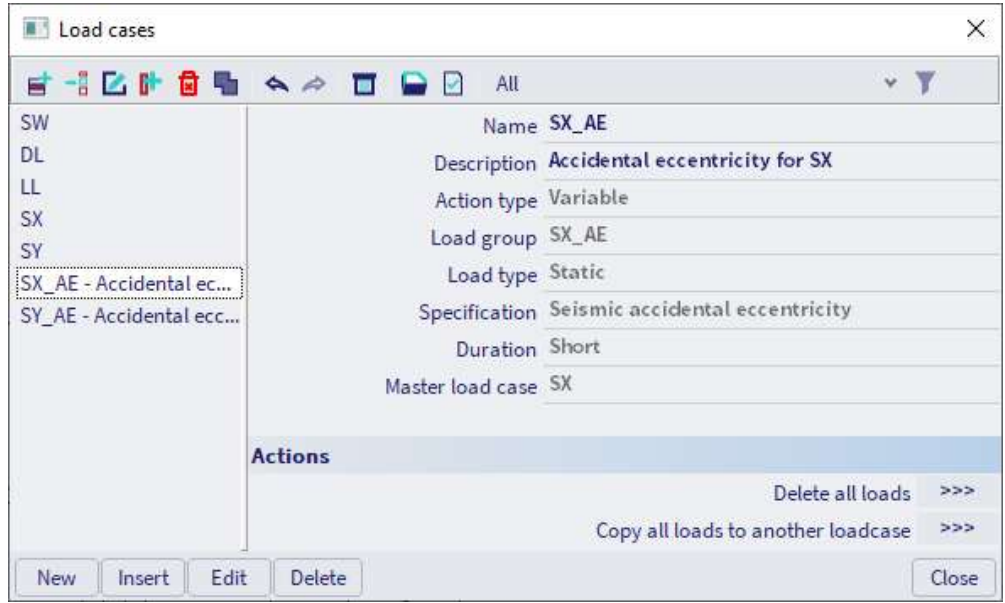 Load cases
All
SW
DL
LL
SX
SY
SX_AE - Accidental ec...
SY_AE - Accidental ecc...
Name SX_AE
Description Accidental eccentricity for SX
Action type Variable
Load group SX_AE
Load type Static
Specification Seismic accidental eccentricity
Duration Short
Master load case SX
Actions
Delete all loads >>>
Copy all loads to another loadcase >>>
New Insert Edit Delete Close